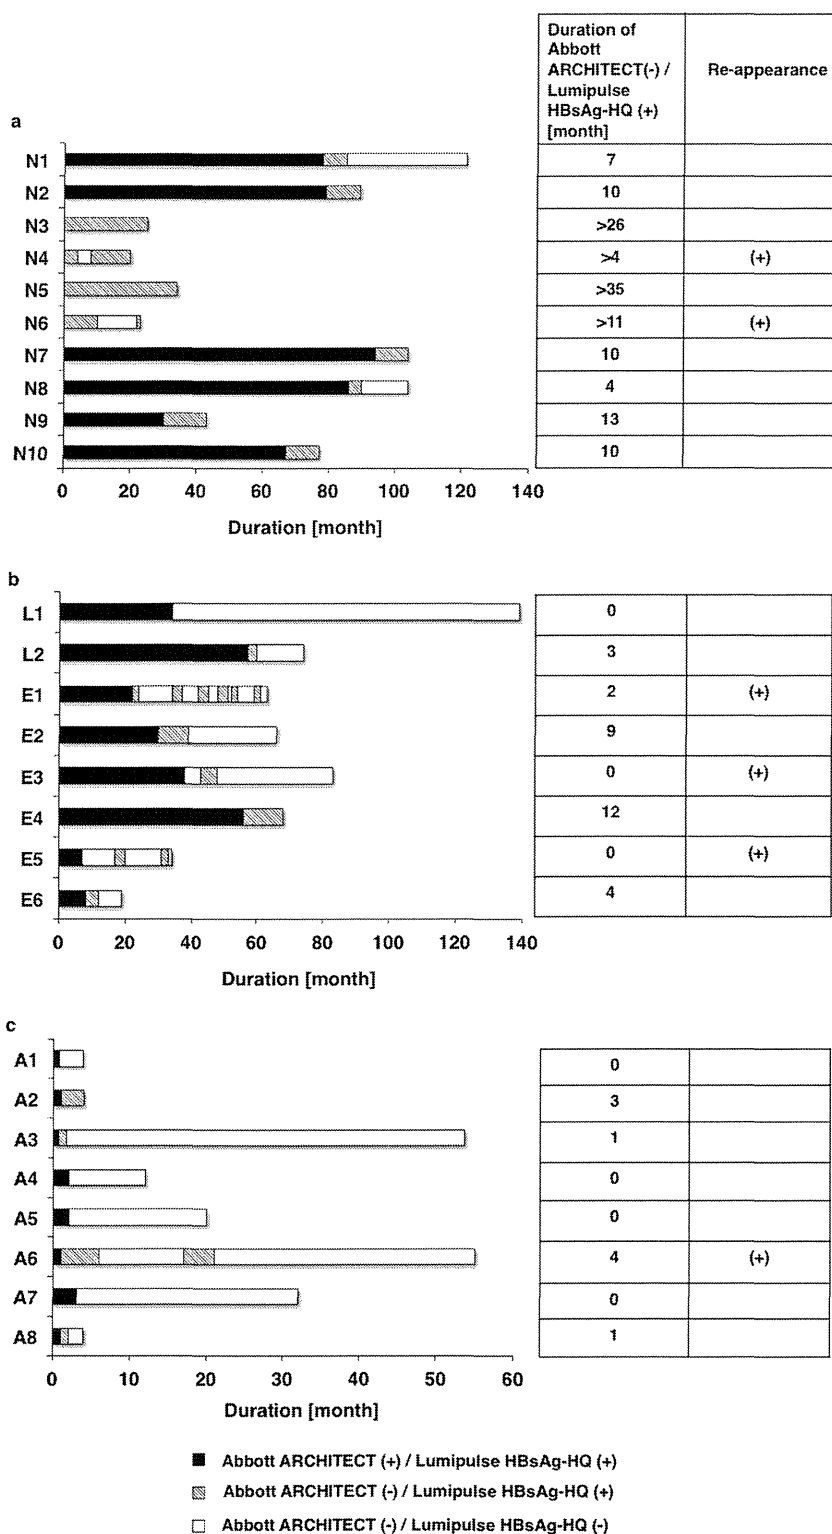 Duration of
Abbott
ARCHITECT(-) /
Lumipulse
HBsAg-HQ (+)
[month]
Re-appearance
a
N1 7
N2 10
N3 >26
N4 >4 (+)
N5 >35
N6 >11 (+)
N7 10
N8 4
N9 13
N10 10
0 20 40 60 80 100 120 140
Duration [month]
b
L1 0
L2 3
E1 2 (+)
E2 9
E3 0 (+)
E4 12
E5 0 (+)
E6 4
0 20 40 60 80 100 120 140
Duration [month]
c
A1 0
A2 3
A3 1
A4 0
A5 0
A6 4 (+)
A7 0
A8 1
0 10 20 30 40 50 60
Duration [month]
Abbott ARCHITECT (+) / Lumipulse HBsAg-HQ (+)
Abbott ARCHITECT (-) / Lumipulse HBsAg-HQ (+)
Abbott ARCHITECT (-) / Lumipulse HBsAg-HQ (-)